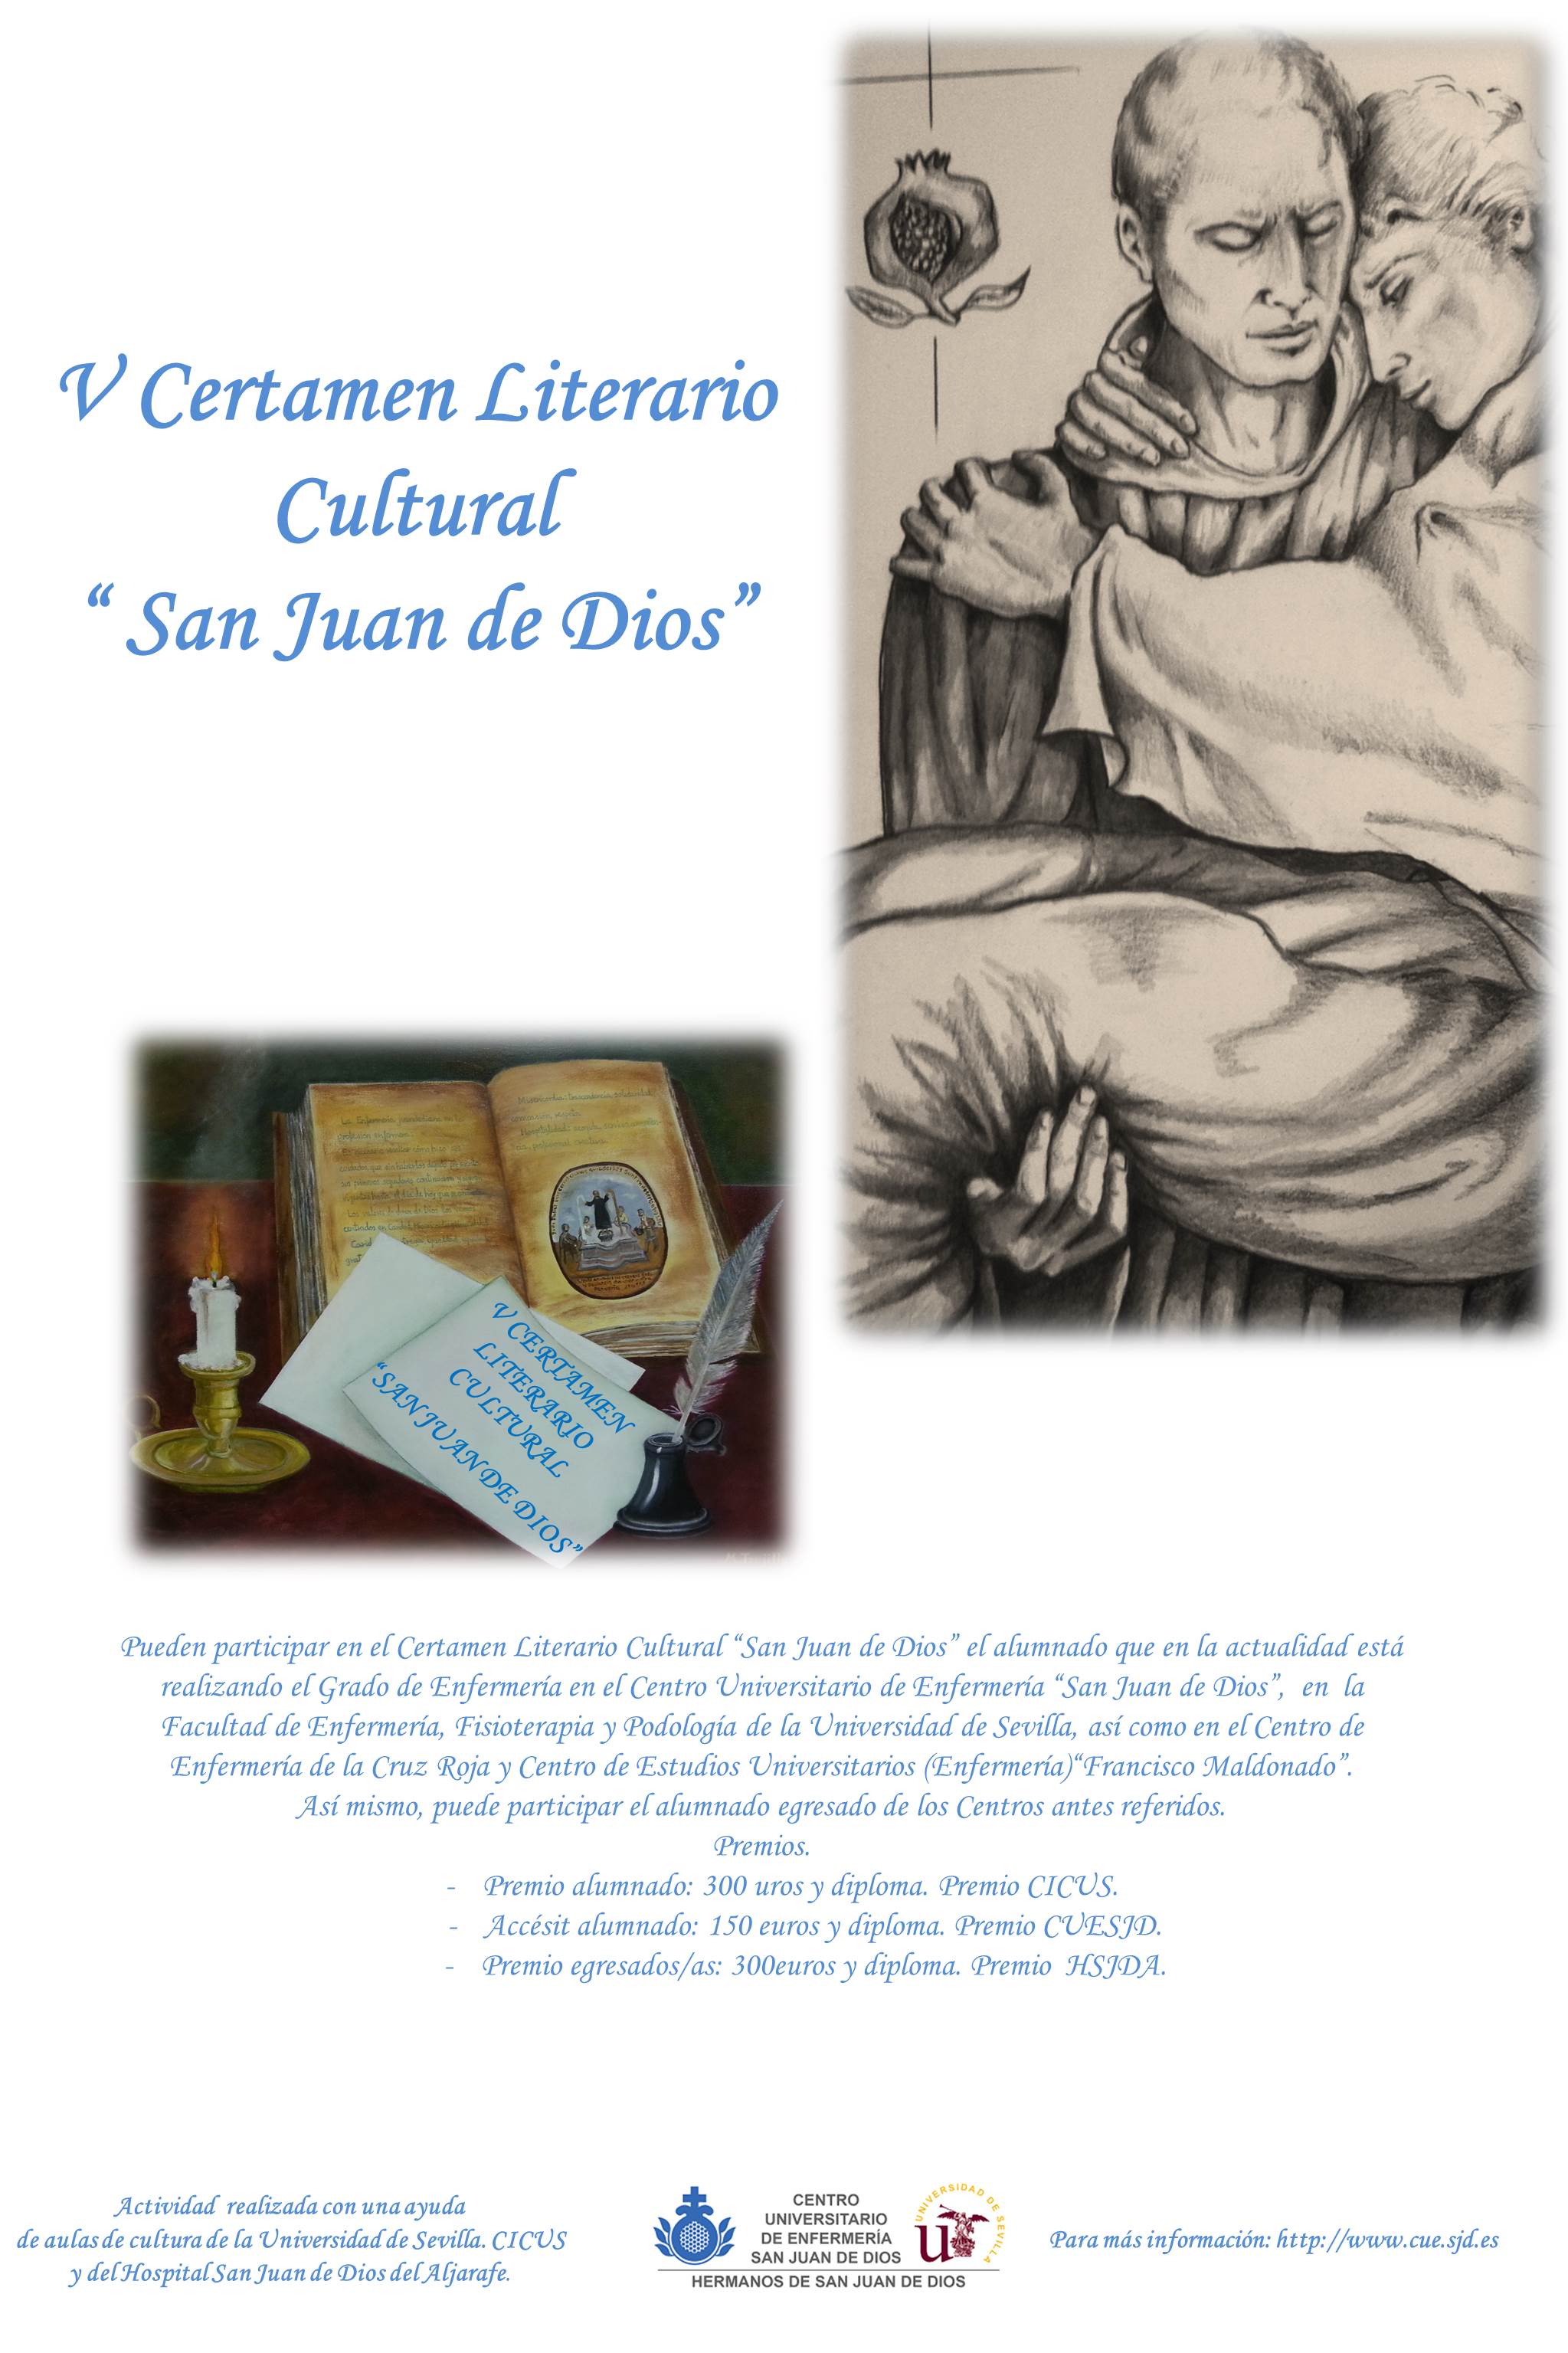 V Certamen Literario
Cultural
“ San Juan de Dios”
V CERTAMEN
LITERARIO
CULTURAL
“SAN JUAN DE DIOS”
Pueden participar en el Certamen Literario Cultural “San Juan de Dios” el alumnado que en la actualidad está
realizando el Grado de Enfermería en el Centro Universitario de Enfermería “San Juan de Dios”, en la
Facultad de Enfermería, Fisioterapia y Podología de la Universidad de Sevilla, así como en el Centro de
Enfermería de la Cruz Roja y Centro de Estudios Universitarios (Enfermería)“Francisco Maldonado”.
Así mismo, puede participar el alumnado egresado de los Centros antes referidos.
Premios.
- Premio alumnado: 300 uros y diploma. Premio CICUS.
- Accésit alumnado: 150 euros y diploma. Premio CUESJD.
- Premio egresados/as: 300euros y diploma. Premio HSJDA.
Actividad realizada con una ayuda
de aulas de cultura de la Universidad de Sevilla. CICUS
y del Hospital San Juan de Dios del Aljarafe.
CENTRO
UNIVERSITARIO
DE ENFERMERÍA
SAN JUAN DE DIOS
HERMANOS DE SAN JUAN DE DIOS
UNIVERSIDAD DE SEVILLA
Para más información: http://www.cue.sjd.es